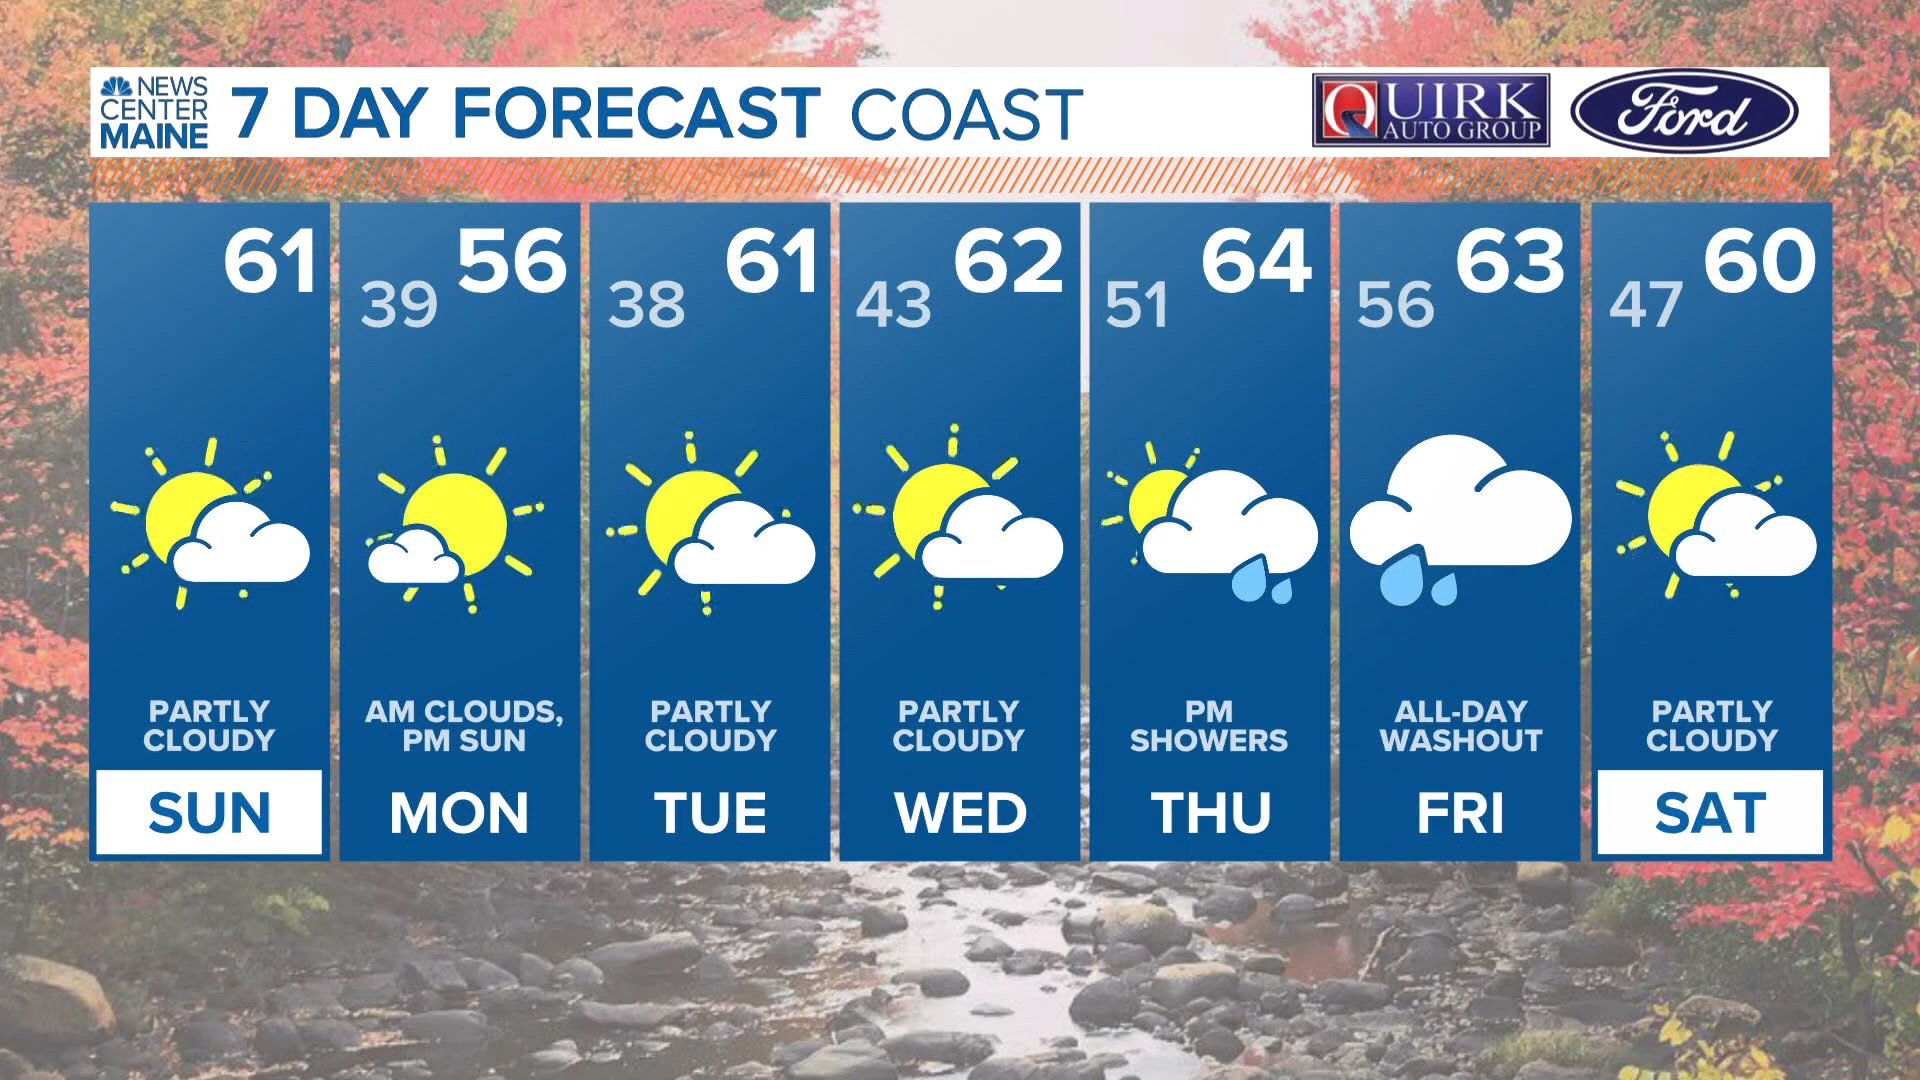 NEWS
CENTER
MAINE
7 DAY FORECAST COAST
QUIRK
AUTO GROUP
Ford
61
PARTLY
CLOUDY
SUN
39 56
AM CLOUDS,
PM SUN
MON
38 61
PARTLY
CLOUDY
TUE
43 62
PARTLY
CLOUDY
WED
51 64
PM
SHOWERS
THU
56 63
ALL-DAY
WASHOUT
FRI
47 60
PARTLY
CLOUDY
SAT